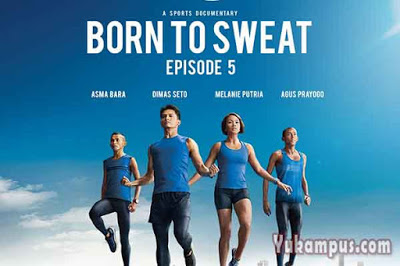 A SPORTS DOCUMENTARY
BORN TO SWEAT
EPISODE 5
ASMA BARA DIMAS SETO MELANIE PUTRIA AGUS PRAYOGO
Yukampus.com